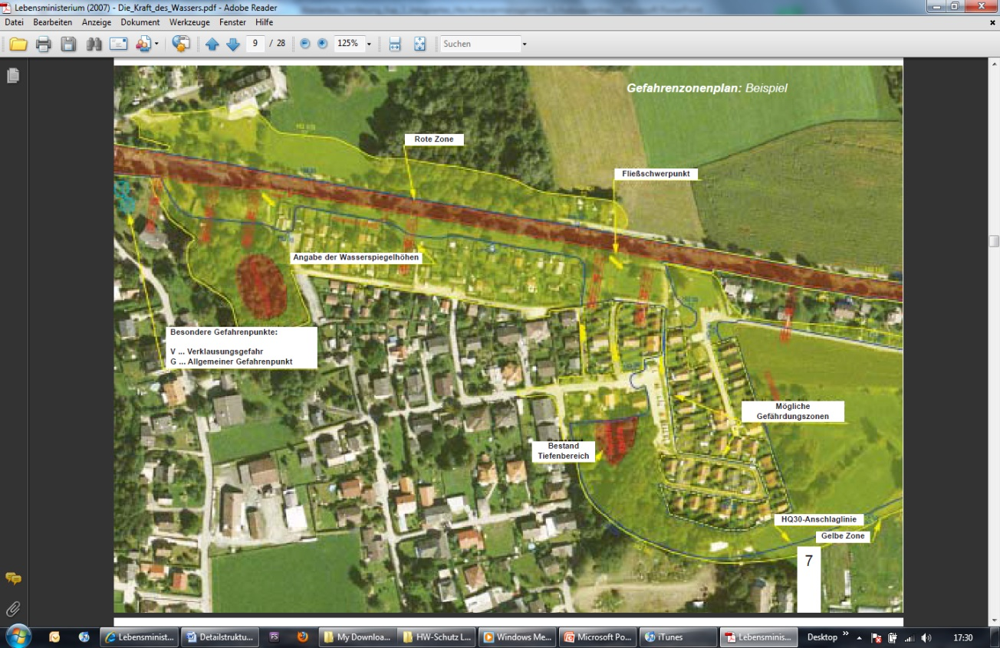 Lebensministerium (2007) - Die_Kraft_des_Wassers.pdf - Adobe Reader
Datei Bearbeiten Anzeige Dokument Werkzeuge Fenster Hilfe
9 / 28 125% Suchen
Gefahrenzonenplan: Beispiel
Rote Zone
Fließschwerpunkt
Angabe der Wasserspiegelhöhen
Besondere Gefahrenpunkte:
V ... Verklausungsgefahr
G ... Allgemeiner Gefahrenpunkt
Mögliche
Gefährdungszonen
Bestand
Tiefenbereich
HQ30-Anschlaglinie
Gelbe Zone
7
Lebensminist... Detailstruktu... FS My Downloa... HW-Schutz L... Windows Me... Microsoft Po... iTunes Lebensminis... Desktop 17:30